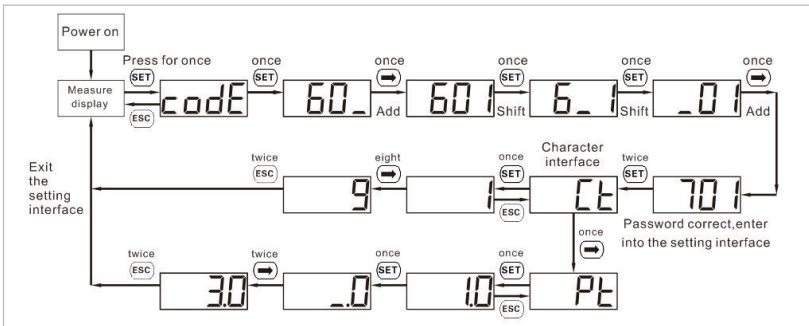 Power on
Press for once
once
once
once
once
once
SET
SET
➡
SET
SET
➡
Measure
display
codE
60_
601
6_1
_01
ESC
Add
Shift
Shift
Add
Character
interface
twice
eight
once
twice
ESC
➡
SET
SET
Exit
the
setting
interface
9
1
Ct
701
ESC
Password correct,enter
into the setting interface
once
➡
twice
twice
once
once
ESC
➡
SET
SET
3.0
_.0
1.0
Pt
ESC